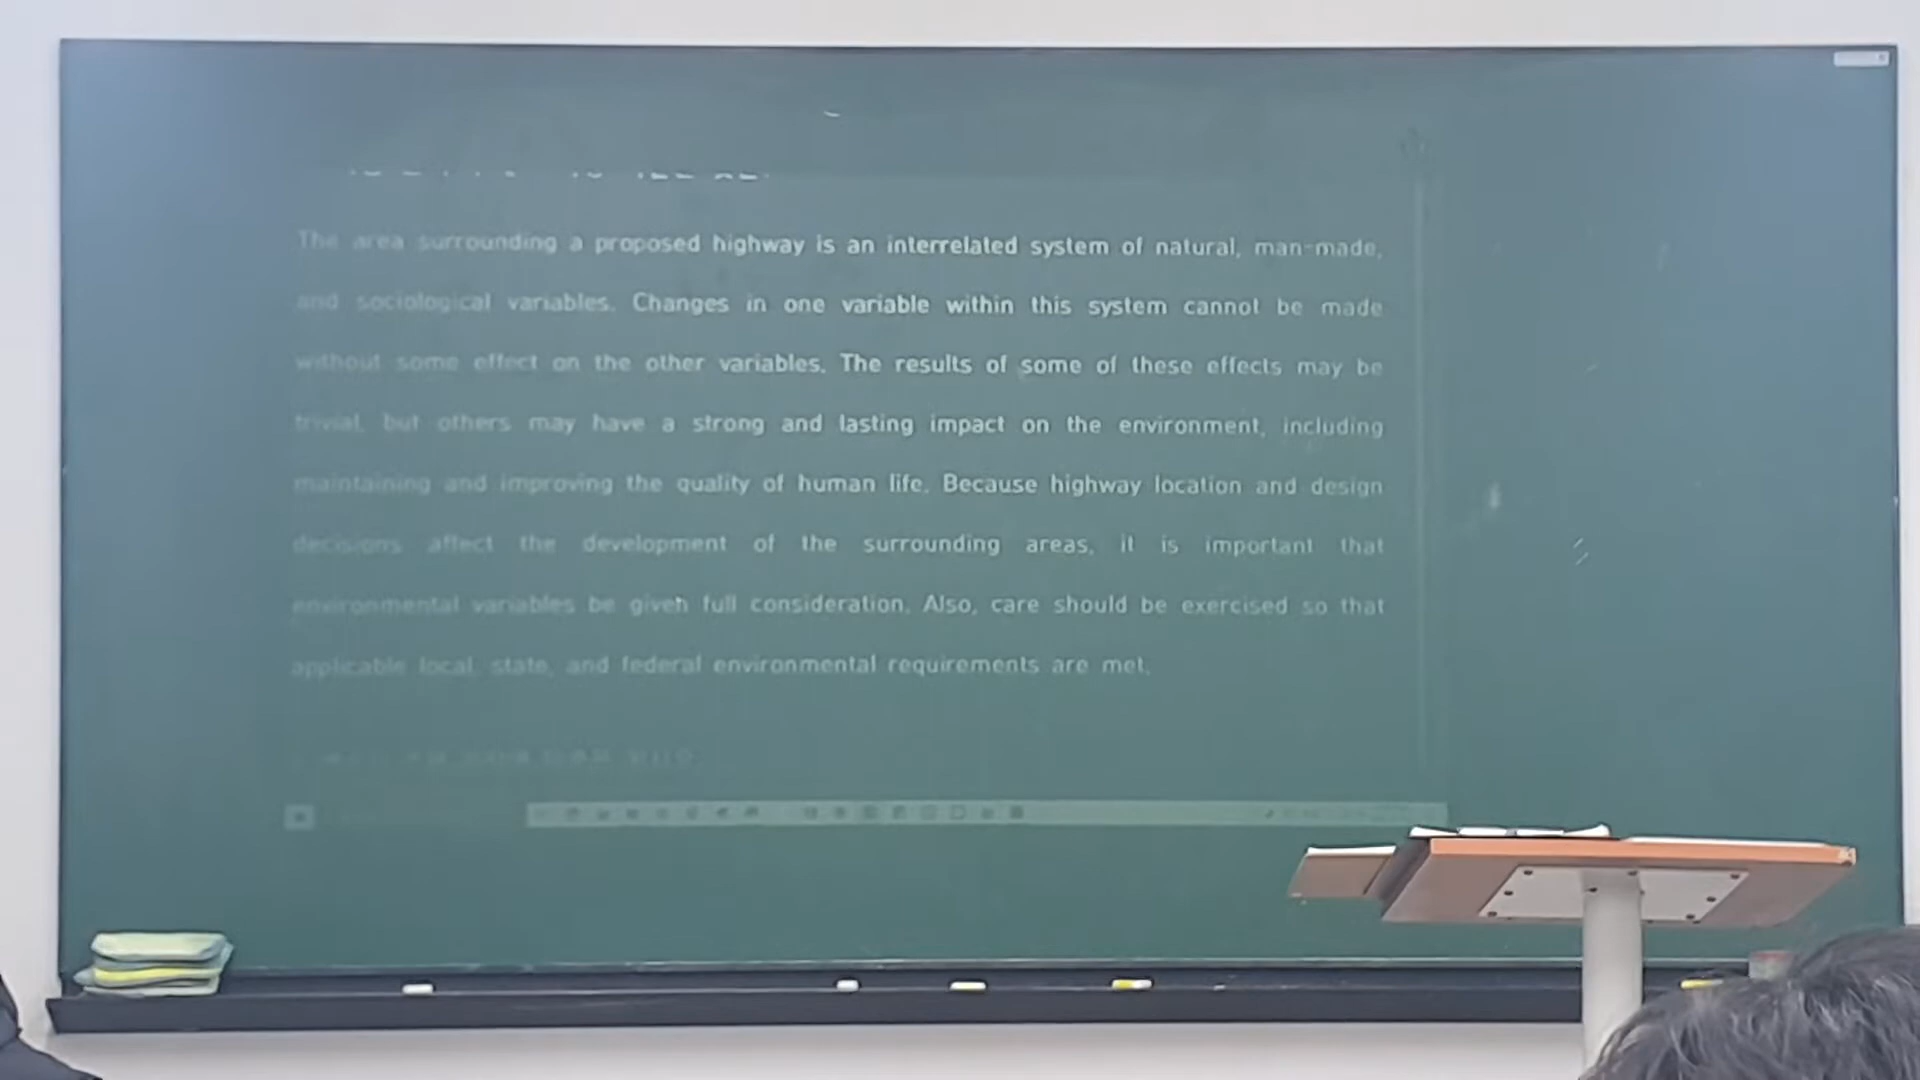 The area surrounding a proposed highway is an interrelated system of natural, man-made,
and sociological variables. Changes in one variable within this system cannot be made
without some effect on the other variables. The results of some of these effects may be
trivial, but others may have a strong and lasting impact on the environment, including
maintaining and improving the quality of human life. Because highway location and design
decisions affect the development of the surrounding areas, it is important that
environmental variables be given full consideration. Also, care should be exercised so that
applicable local, state, and federal environmental requirements are met.